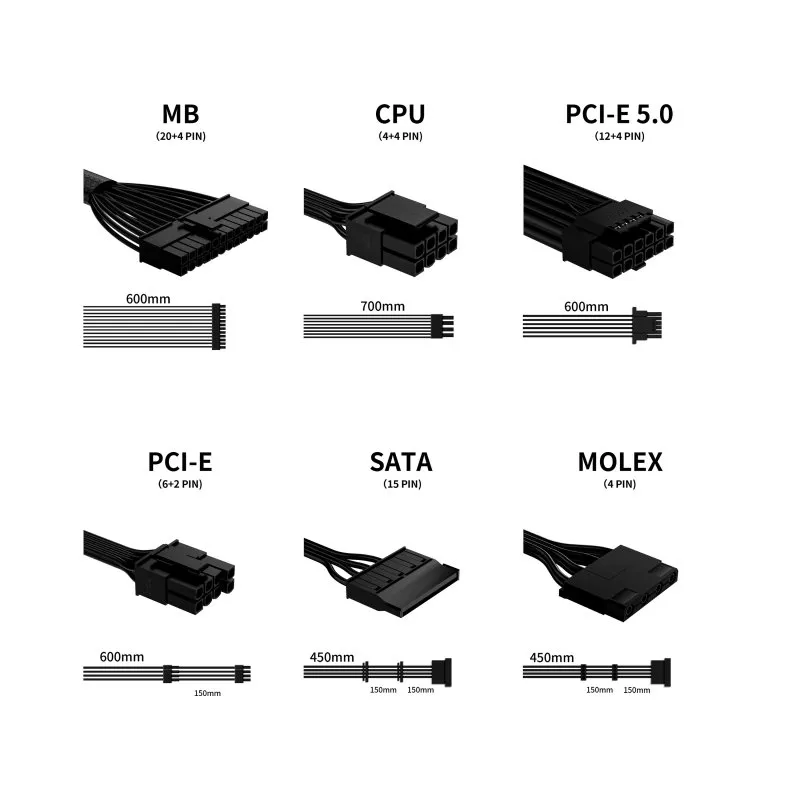 MB
(20+4 PIN)
600mm
CPU
(4+4 PIN)
700mm
PCI-E 5.0
(12+4 PIN)
600mm
PCI-E
(6+2 PIN)
600mm
150mm
SATA
(15 PIN)
450mm
150mm 150mm
MOLEX
(4 PIN)
450mm
150mm 150mm